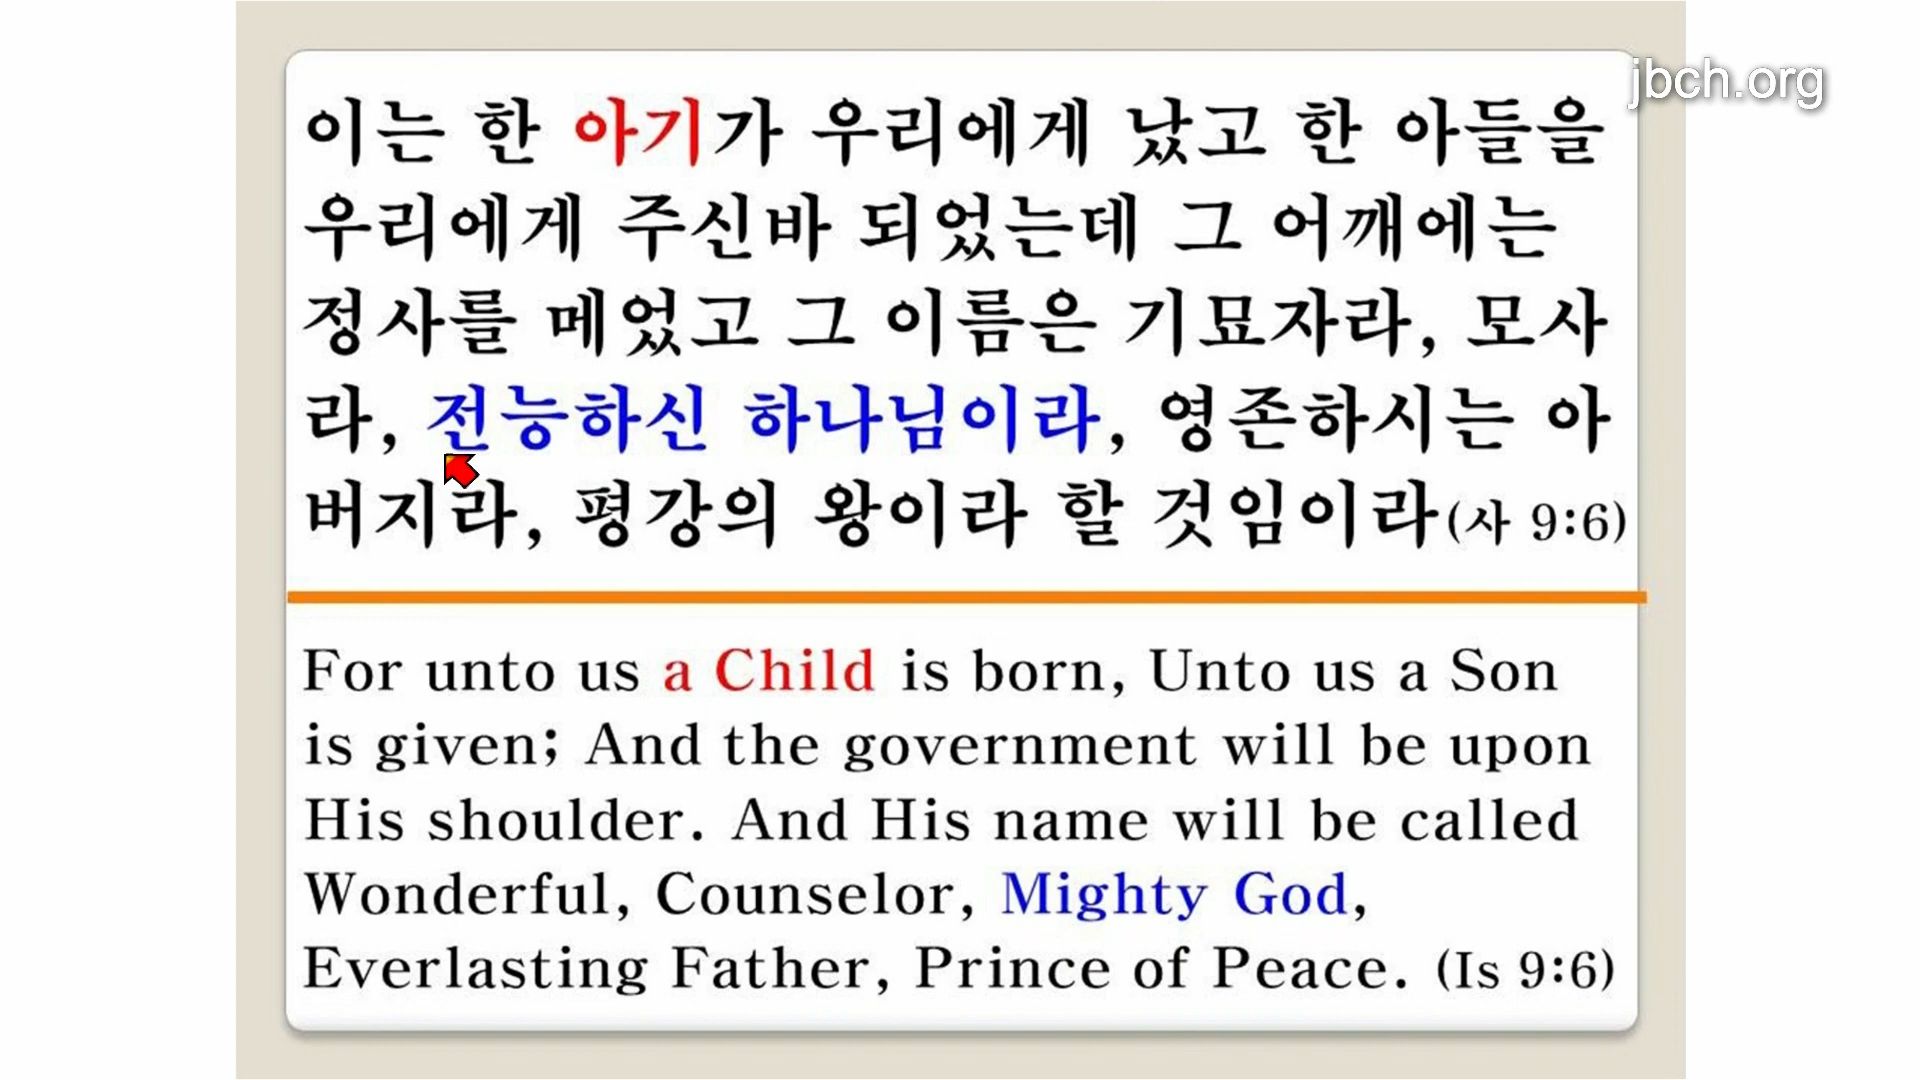 jbch.org
이는 한 아기가 우리에게 났고 한 아들을
우리에게 주신바 되었는데 그 어깨에는
정사를 메었고 그 이름은 기묘자라, 모사
라, 전능하신 하나님이라, 영존하시는 아
버지라, 평강의 왕이라 할 것임이라(사 9:6)
For unto us a Child is born, Unto us a Son
is given; And the government will be upon
His shoulder. And His name will be called
Wonderful, Counselor, Mighty God,
Everlasting Father, Prince of Peace. (Is 9:6)